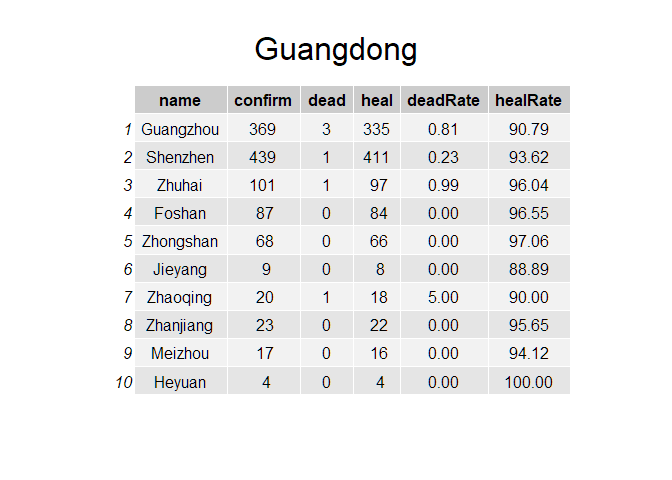 Guangdong
name confirm dead heal deadRate healRate
1 Guangzhou 369 3 335 0.81 90.79
2 Shenzhen 439 1 411 0.23 93.62
3 Zhuhai 101 1 97 0.99 96.04
4 Foshan 87 0 84 0.00 96.55
5 Zhongshan 68 0 66 0.00 97.06
6 Jieyang 9 0 8 0.00 88.89
7 Zhaoqing 20 1 18 5.00 90.00
8 Zhanjiang 23 0 22 0.00 95.65
9 Meizhou 17 0 16 0.00 94.12
10 Heyuan 4 0 4 0.00 100.00